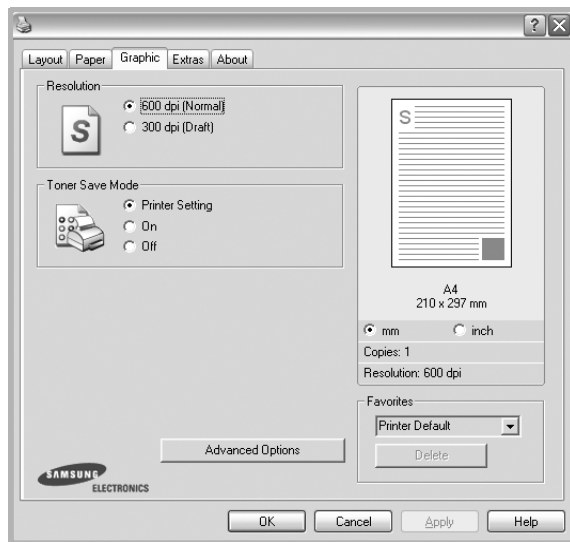 Layout Paper Graphic Extras About
Resolution
600 dpi (Normal)
300 dpi (Draft)
S
Toner Save Mode
Printer Setting
On
Off
S
A4
210 x 297 mm
mm inch
Copies: 1
Resolution: 600 dpi
Favorites
Printer Default
Delete
Advanced Options
SAMSUNG
ELECTRONICS
OK Cancel Apply Help